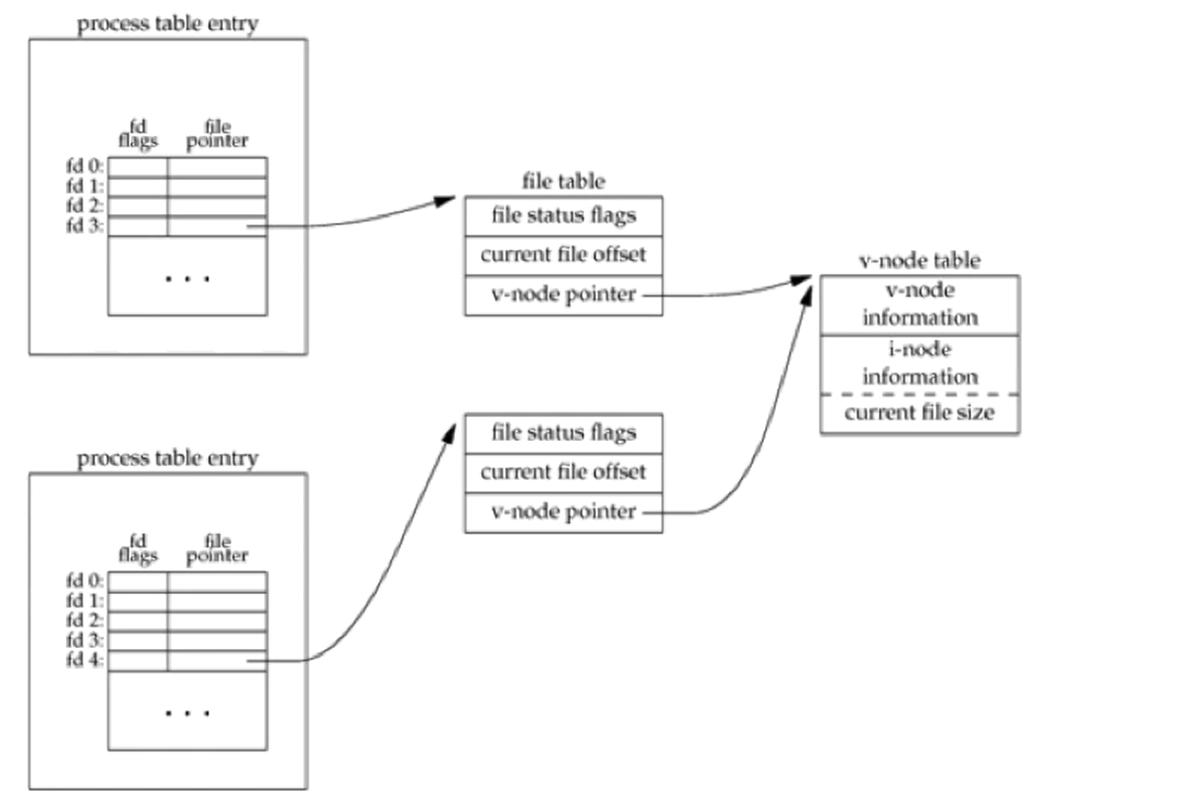 process table entry
fd file
flags pointer
fd 0:
fd 1:
fd 2:
fd 3:
. . .
file table
file status flags
current file offset
v-node pointer
v-node table
v-node
information
i-node
information
current file size
file status flags
current file offset
v-node pointer
process table entry
fd file
flags pointer
fd 0:
fd 1:
fd 2:
fd 3:
fd 4:
. . .